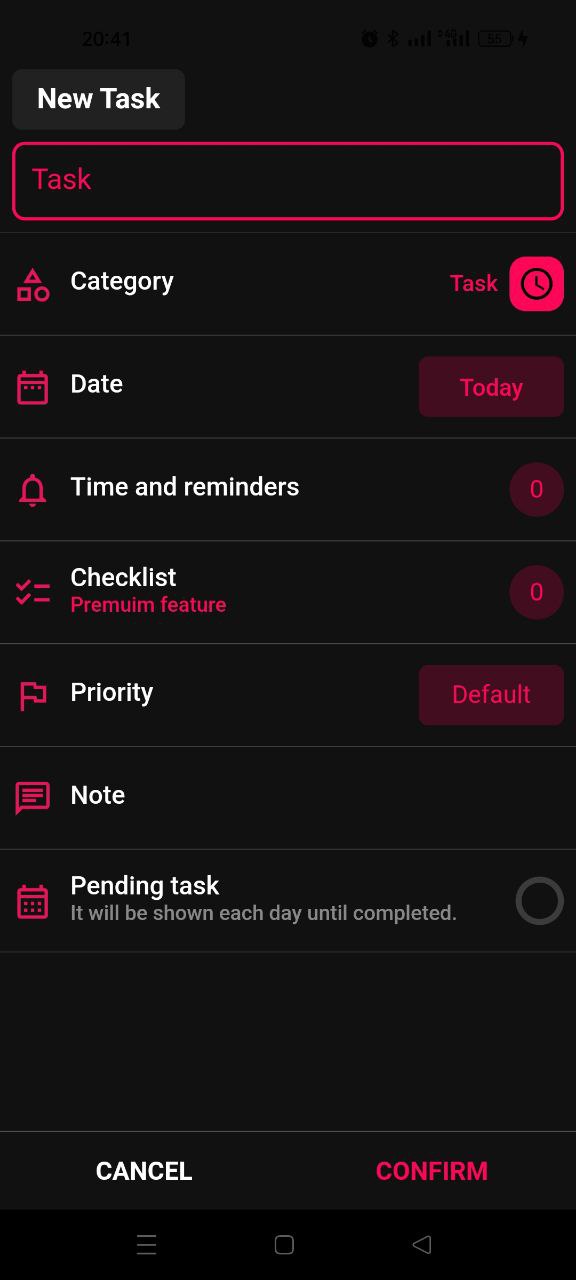 20:41
4G
55
New Task
Task
Category
Task
Date
Today
Time and reminders
0
Checklist
Premuim feature
0
Priority
Default
Note
Pending task
It will be shown each day until completed.
CANCEL
CONFIRM